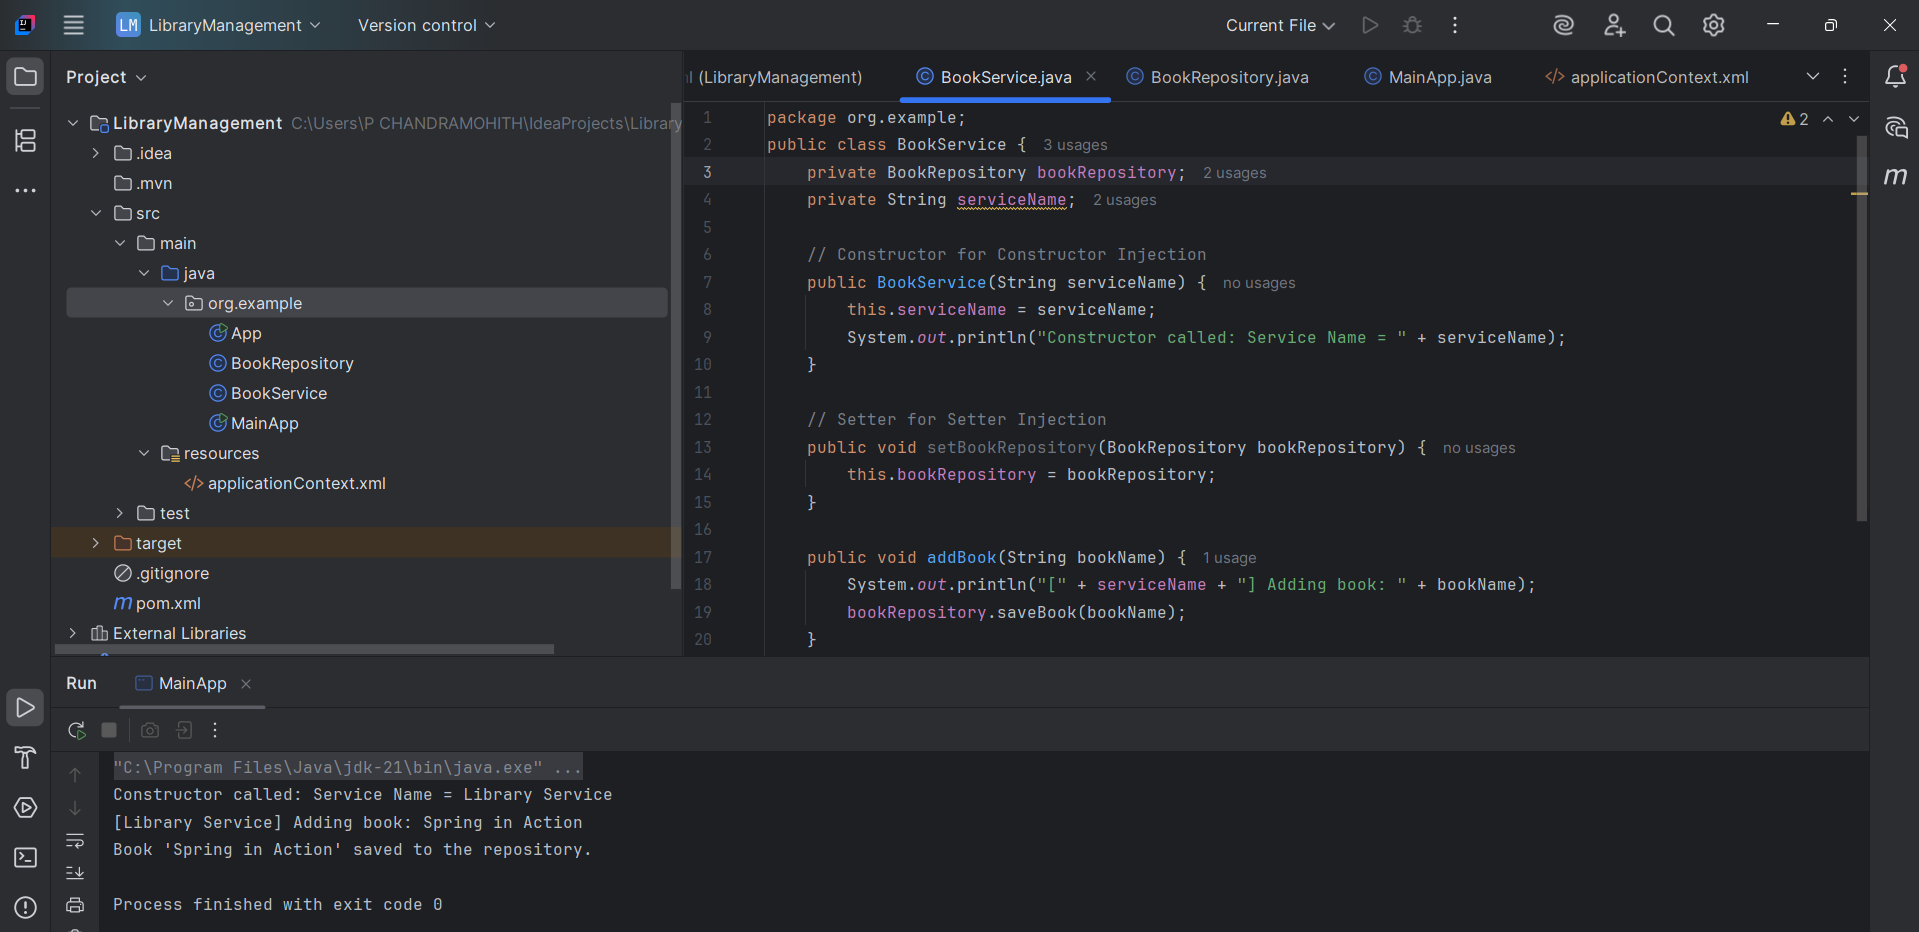 LM LibraryManagement Version control Current File
Project
LibraryManagement C:\Users\P CHANDRAMOHITH\IdeaProjects\Library
.idea
.mvn
src
main
java
org.example
App
BookRepository
BookService
MainApp
resources
applicationContext.xml
test
target
.gitignore
pom.xml
External Libraries
(LibraryManagement) BookService.java BookRepository.java MainApp.java applicationContext.xml
2
1 package org.example;
2 public class BookService { 3 usages
3 private BookRepository bookRepository; 2 usages
4 private String serviceName; 2 usages
5
6 // Constructor for Constructor Injection
7 public BookService(String serviceName) { no usages
8 this.serviceName = serviceName;
9 System.out.println("Constructor called: Service Name = " + serviceName);
10 }
11
12 // Setter for Setter Injection
13 public void setBookRepository(BookRepository bookRepository) { no usages
14 this.bookRepository = bookRepository;
15 }
16
17 public void addBook(String bookName) { 1 usage
18 System.out.println("[" + serviceName + "] Adding book: " + bookName);
19 bookRepository.saveBook(bookName);
20 }
Run MainApp
"C:\Program Files\Java\jdk-21\bin\java.exe" ...
Constructor called: Service Name = Library Service
[Library Service] Adding book: Spring in Action
Book 'Spring in Action' saved to the repository.
Process finished with exit code 0